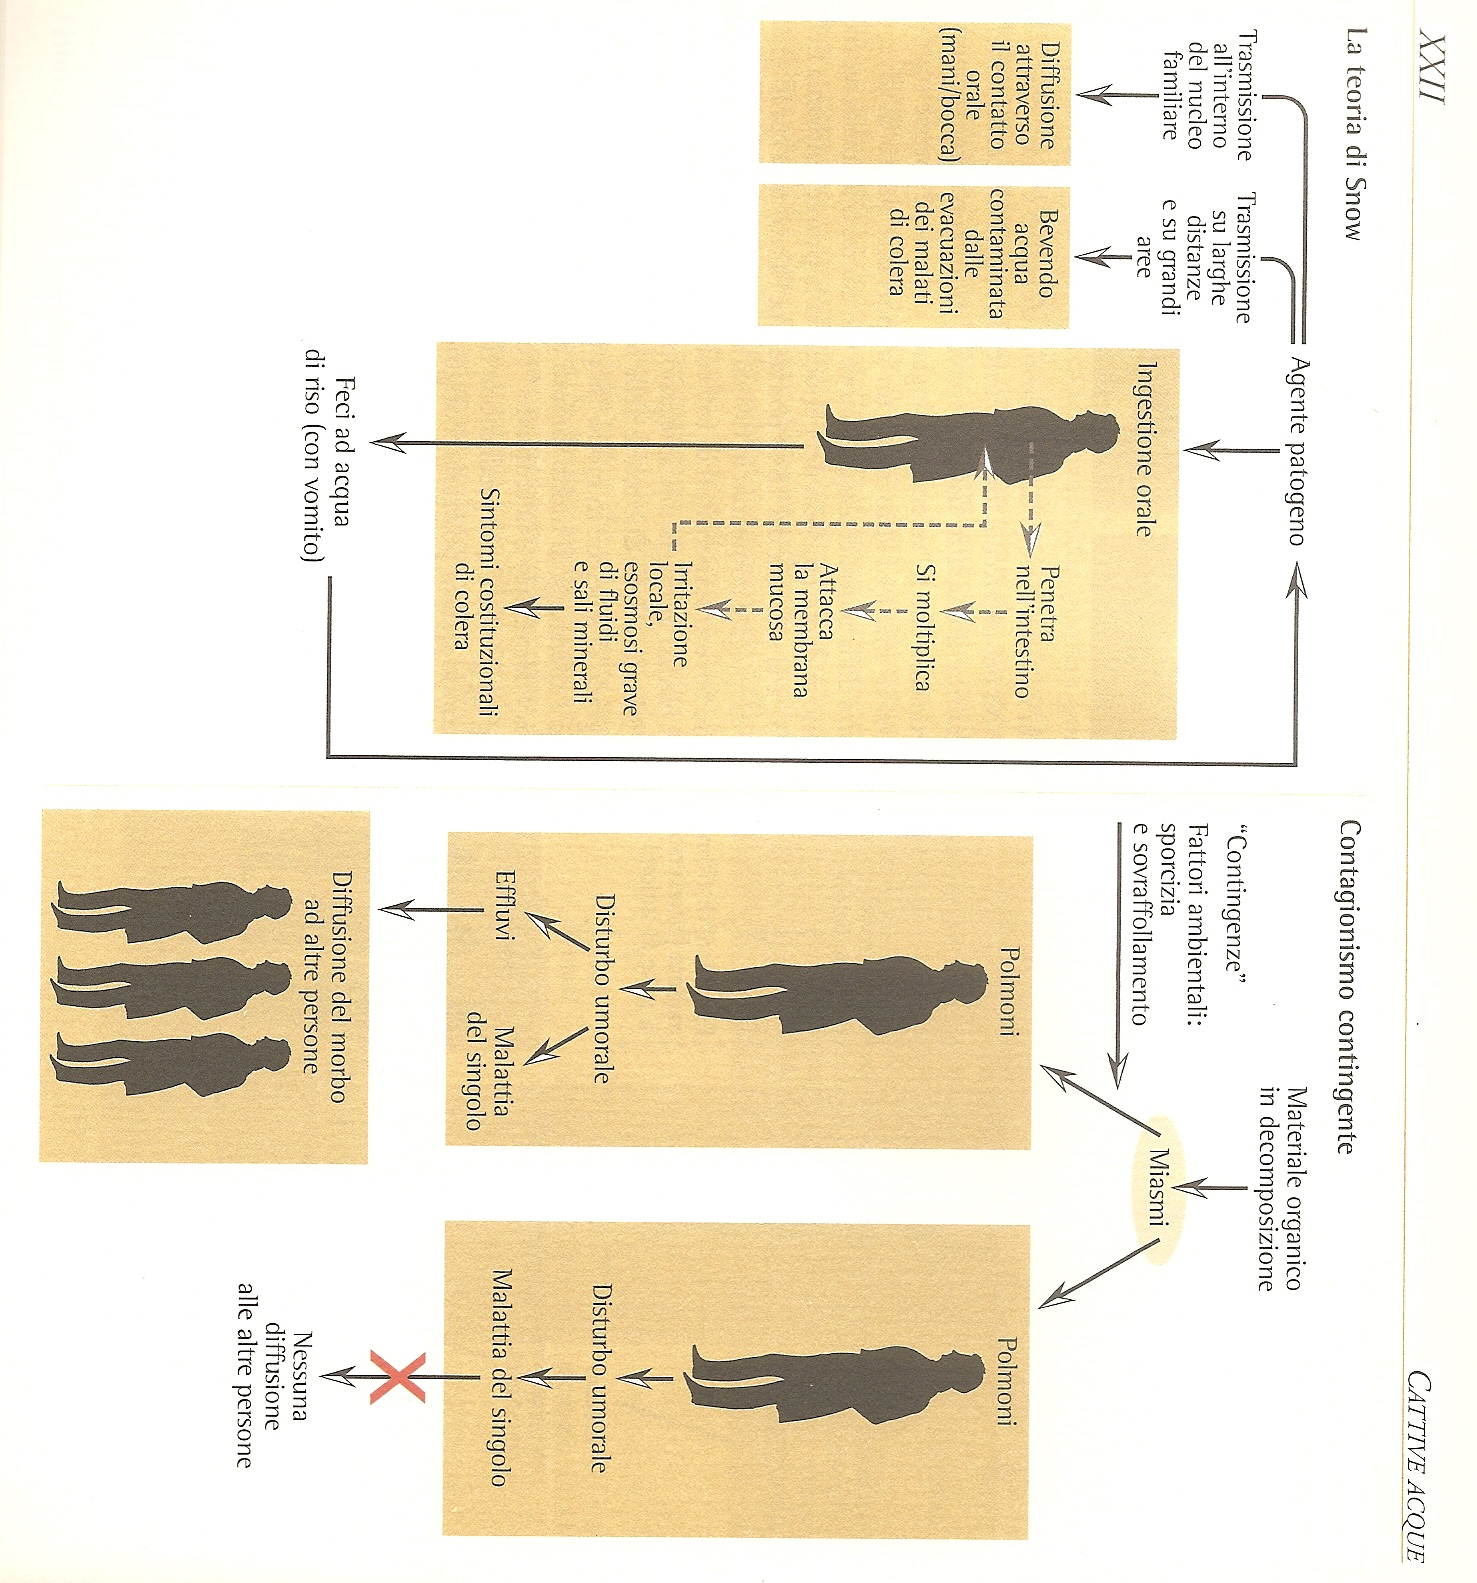 XXII
CATTIVE ACQUE
La teoria di Snow
Trasmissione
all'interno
del nucleo
familiare
Trasmissione
su larghe
distanze
e su grandi
aree
Agente patogeno
Diffusione
attraverso
il contatto
orale
(mani/bocca)
Bevendo
acqua
contaminata
dalle
evacuazioni
dei malati
di colera
Ingestione orale
Penetra
nell'intestino
Si moltiplica
Attacca
la membrana
mucosa
Irritazione
locale,
esosmosi grave
di fluidi
e sali minerali
Sintomi costituzionali
di colera
Feci ad acqua
di riso (con vomito)
Contagionismo contingente
Materiale organico
in decomposizione
"Contingenze"
Fattori ambientali:
sporcizia
e sovraffollamento
Miasmi
Polmoni
Disturbo umorale
Effluvi
Malattia
del singolo
Diffusione del morbo
ad altre persone
Polmoni
Disturbo umorale
Malattia del singolo
Nessuna
diffusione
alle altre persone